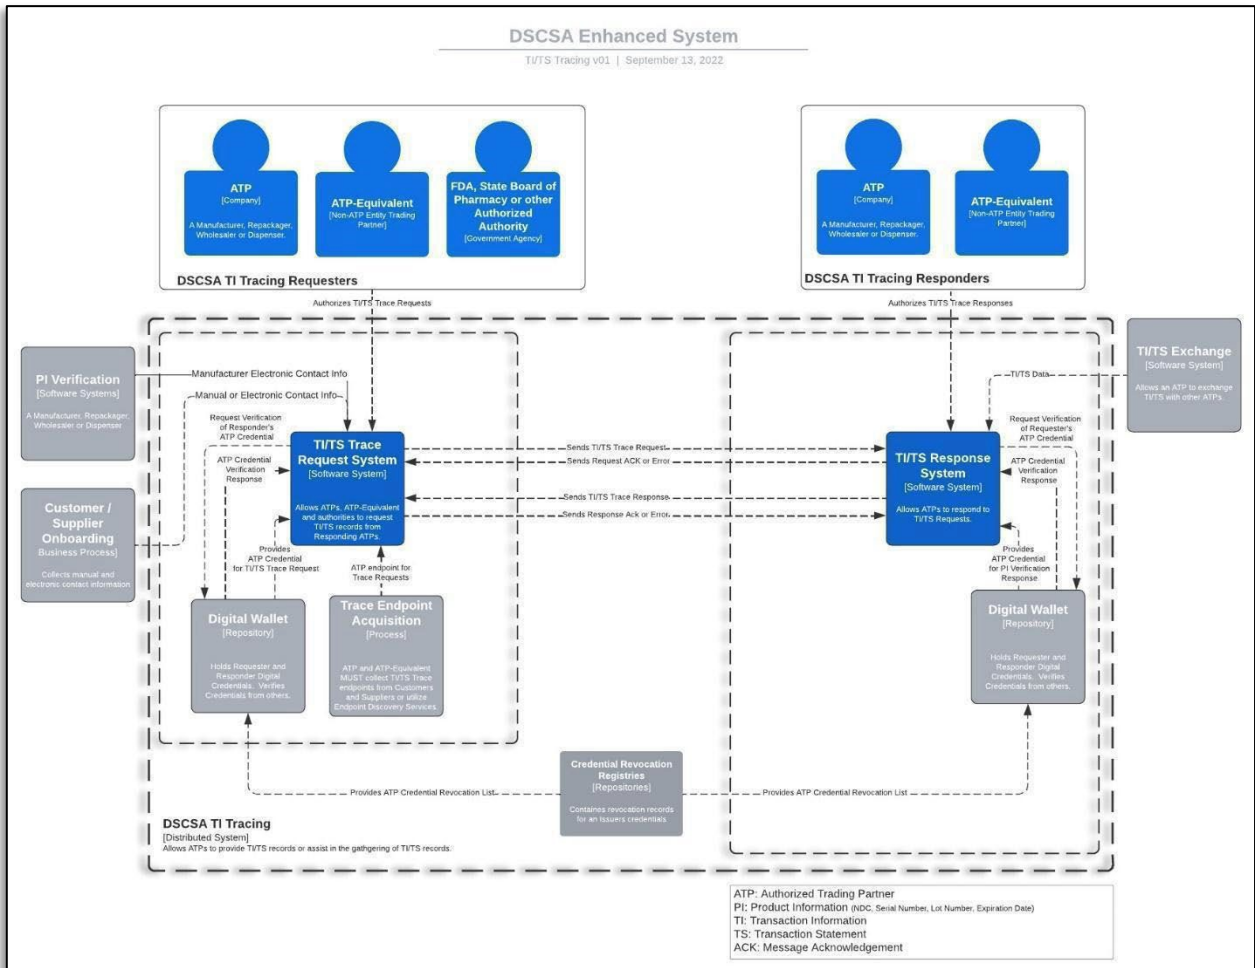 DSCSA Enhanced System
TI/TS Tracing v01 | September 13, 2022
ATP
[Company]
A Manufacturer, Repackager,
Wholesaler or Dispenser.
ATP-Equivalent
[Non-ATP Entity Trading
Partner]
FDA, State Board of
Pharmacy or other
Authorized
Authority
[Government Agency]
DSCSA TI Tracing Requesters
ATP
[Company]
A Manufacturer, Repackager,
Wholesaler or Dispenser.
ATP-Equivalent
[Non-ATP Entity Trading
Partner]
DSCSA TI Tracing Responders
Authorizes TI/TS Trace Requests
Authorizes TI/TS Trace Responses
PI Verification
[Software Systems]
A Manufacturer, Repackager,
Wholesaler or Dispenser
Manufacturer Electronic Contact Info
Manual or Electronic Contact Info
Customer /
Supplier
Onboarding
Business Process]
Collects manual and
electronic contact information
Request Verification
of Responder's
ATP Credential
ATP Credential
Verification
Response
TI/TS Trace
Request System
[Software System]
Allows ATPs, ATP-Equivalent
and authorities to request
TI/TS records from
Responding ATPs.
Provides
ATP Credential
for TI/TS Trace Request
ATP endpoint for
Trace Requests
Digital Wallet
[Repository]
Holds Requester and
Responder Digital
Credentials. Verifies
Credentials from others.
Trace Endpoint
Acquisition
[Process]
ATP and ATP-Equivalent
MUST collect TI/TS Trace
endpoints from Customers
and Suppliers or utilize
Endpoint Discovery Services.
Sends TI/TS Trace Request
Sends Request ACK or Error
Sends TI/TS Trace Response
Sends Response Ack or Error
TI/TS Exchange
[Software System]
Allows an ATP to exchange
TI/TS with other ATPs.
TI/TS Data
Request Verification
of Requester's
ATP Credential
ATP Credential
Verification
Response
TI/TS Response
System
[Software System]
Allows ATPs to respond to
TI/TS Requests.
Provides
ATP Credential
for PI Verification
Response
Digital Wallet
[Repository]
Holds Requester and
Responder Digital
Credentials. Verifies
Credentials from others.
Credential Revocation
Registries
[Repositories]
Containes revocation records
for an Issuers credentials
Provides ATP Credential Revocation List
Provides ATP Credential Revocation List
DSCSA TI Tracing
[Distributed System]
Allows ATPs to provide TI/TS records or assist in the gathgering of TI/TS records.
ATP: Authorized Trading Partner
PI: Product Information (NDC, Serial Number, Lot Number, Expiration Date)
TI: Transaction Information
TS: Transaction Statement
ACK: Message Acknowledgement